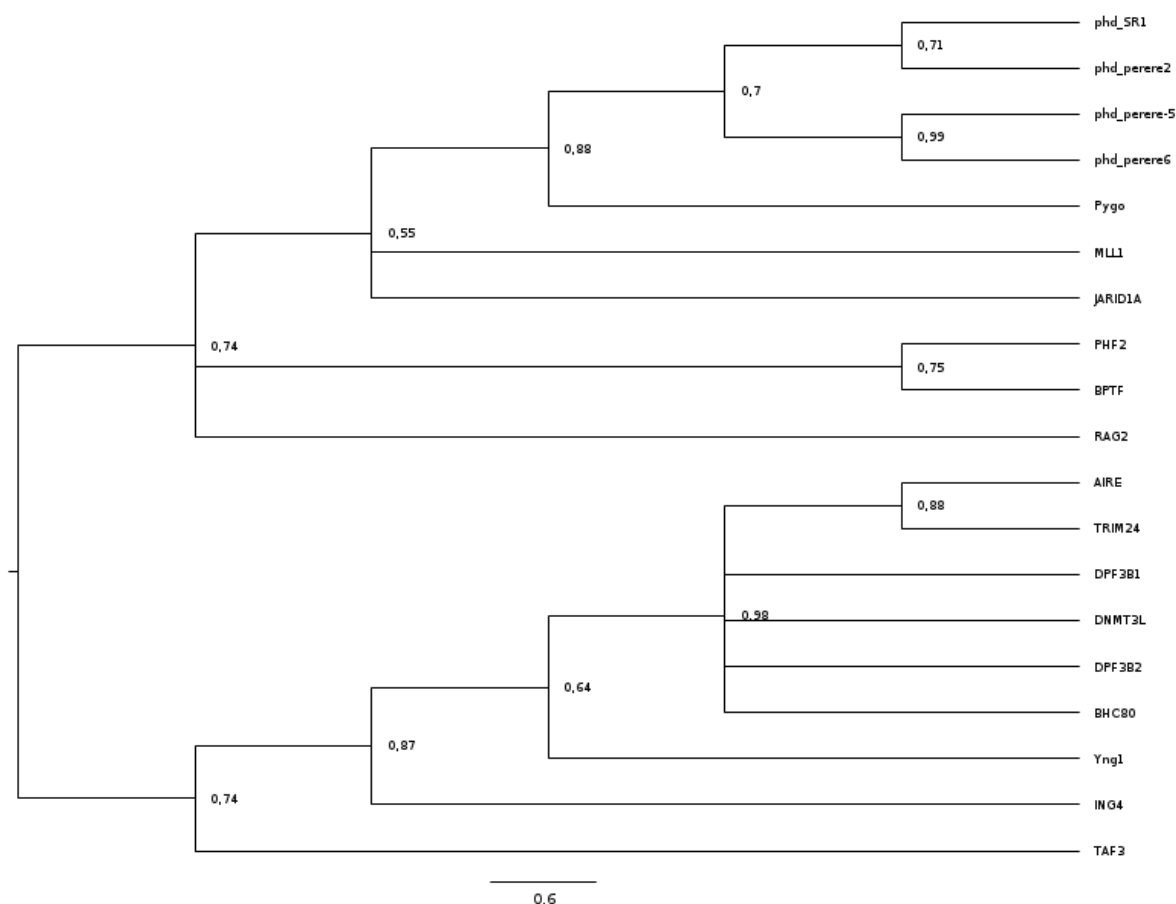 phd_SR1
0,71
phd_perere2
0,7
phd_perere-5
0,99
phd_perere6
0,88
Pygo
0,55
MLL1
JARID1A
0,74
PHF2
0,75
BPTF
RAG2
AIRE
0,88
TRIM24
DPF3B1
0,98
DNMT3L
DPF3B2
0,64
BHC80
0,87
Yng1
0,74
ING4
TAF3
0.6